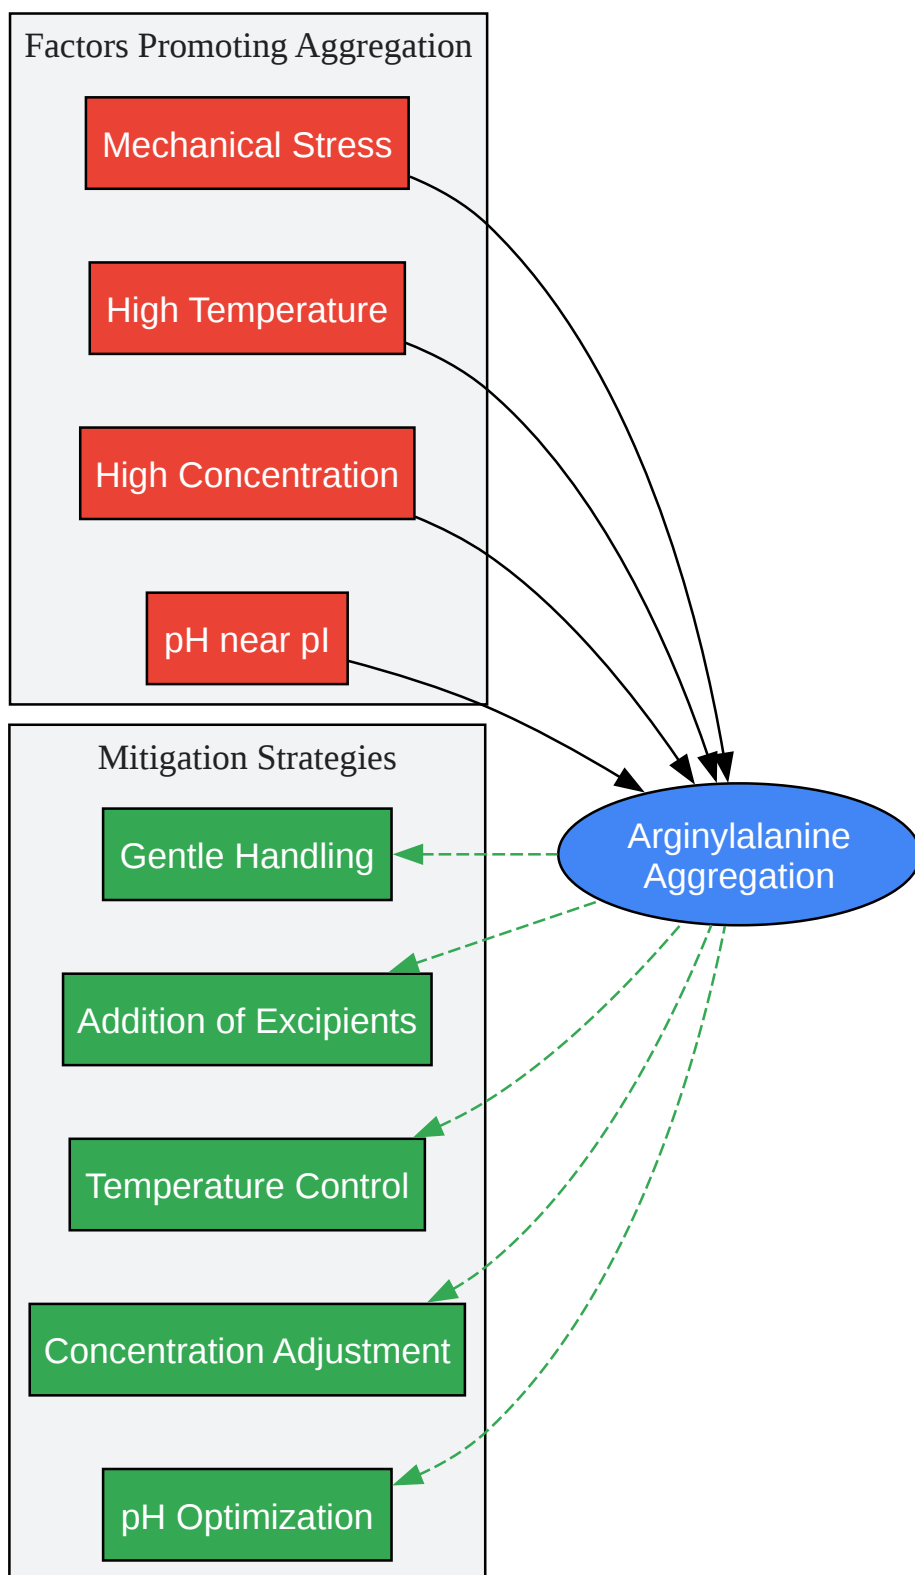 Factors Promoting Aggregation
Mechanical Stress
High Temperature
High Concentration
pH near pI
Mitigation Strategies
Gentle Handling
Arginylalanine
Aggregation
Addition of Excipients
Temperature Control
Concentration Adjustment
pH Optimization